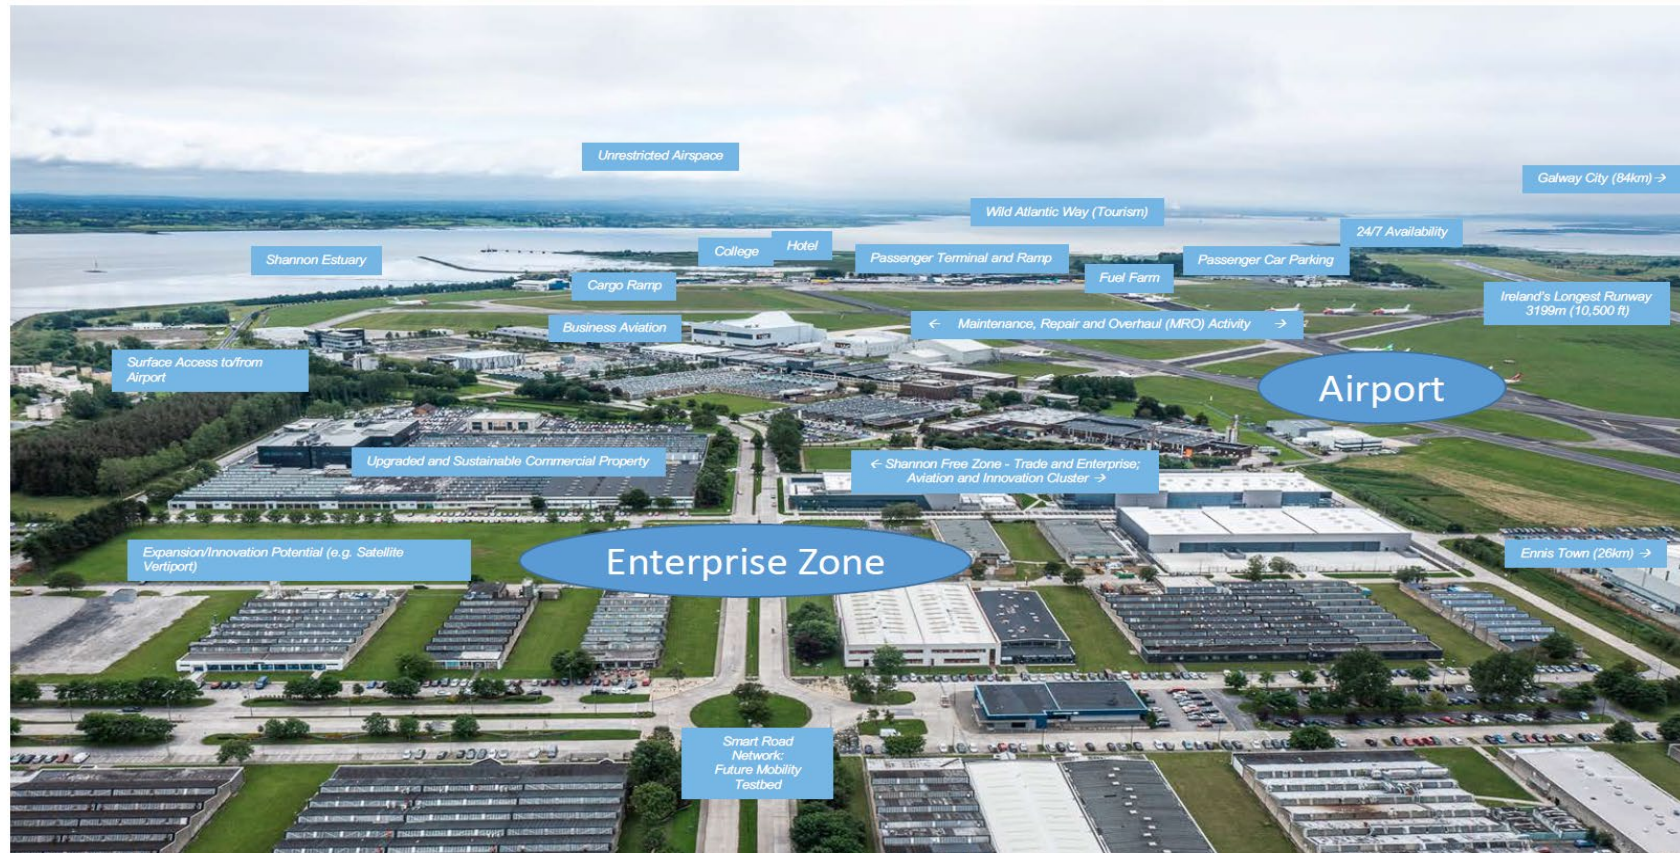 Unrestricted Airspace
Galway City (84km) →
Wild Atlantic Way (Tourism)
24/7 Availability
Hotel
College
Shannon Estuary
Passenger Terminal and Ramp
Passenger Car Parking
Fuel Farm
Cargo Ramp
Ireland's Longest Runway
3199m (10,500 ft)
Business Aviation
← Maintenance, Repair and Overhaul (MRO) Activity →
Surface Access to/from
Airport
Airport
Upgraded and Sustainable Commercial Property
← Shannon Free Zone - Trade and Enterprise;
Aviation and Innovation Cluster →
Expansion/Innovation Potential (e.g. Satellite
Vertiport)
Enterprise Zone
Ennis Town (26km) →
Smart Road
Network:
Future Mobility
Testbed